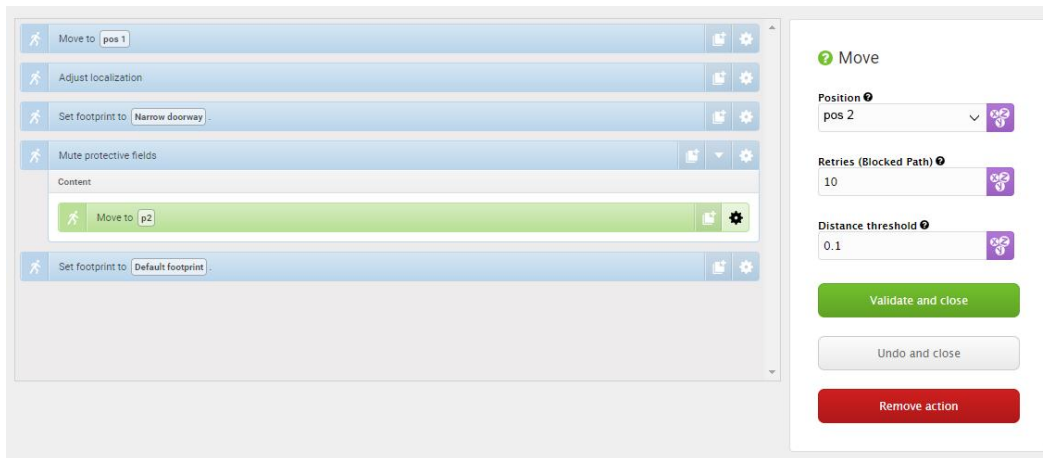 Move to pos 1
Adjust localization
Set footprint to Narrow doorway .
Mute protective fields
Content
Move to p2
Set footprint to Default footprint .
Move
Position
pos 2
Retries (Blocked Path)
10
Distance threshold
0.1
Validate and close
Undo and close
Remove action